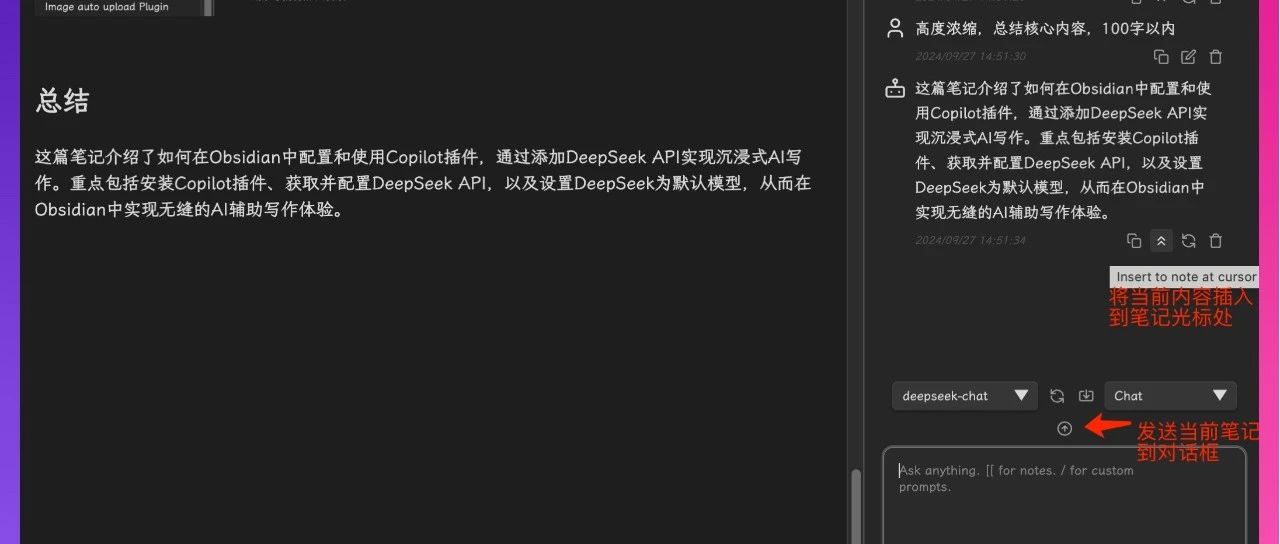 Image auto upload Plugin
总结
这篇笔记介绍了如何在Obsidian中配置和使用Copilot插件，通过添加DeepSeek API实现沉浸式AI写
作。重点包括安装Copilot插件、获取并配置DeepSeek API，以及设置DeepSeek为默认模型，从而在
Obsidian中实现无缝的AI辅助写作体验。
高度浓缩，总结核心内容，100字以内
2024/09/27 14:51:30
这篇笔记介绍了如何在Obsidian中配置和使
用Copilot插件，通过添加DeepSeek API实
现沉浸式AI写作。重点包括安装Copilot插
件、获取并配置DeepSeek API，以及设置
DeepSeek为默认模型，从而在Obsidian中
实现无缝的AI辅助写作体验。
2024/09/27 14:51:34
Insert to note at cursor
将当前内容插入
到笔记光标处
deepseek-chat
Chat
发送当前笔记
到对话框
Ask anything. [[ for notes. / for custom
prompts.